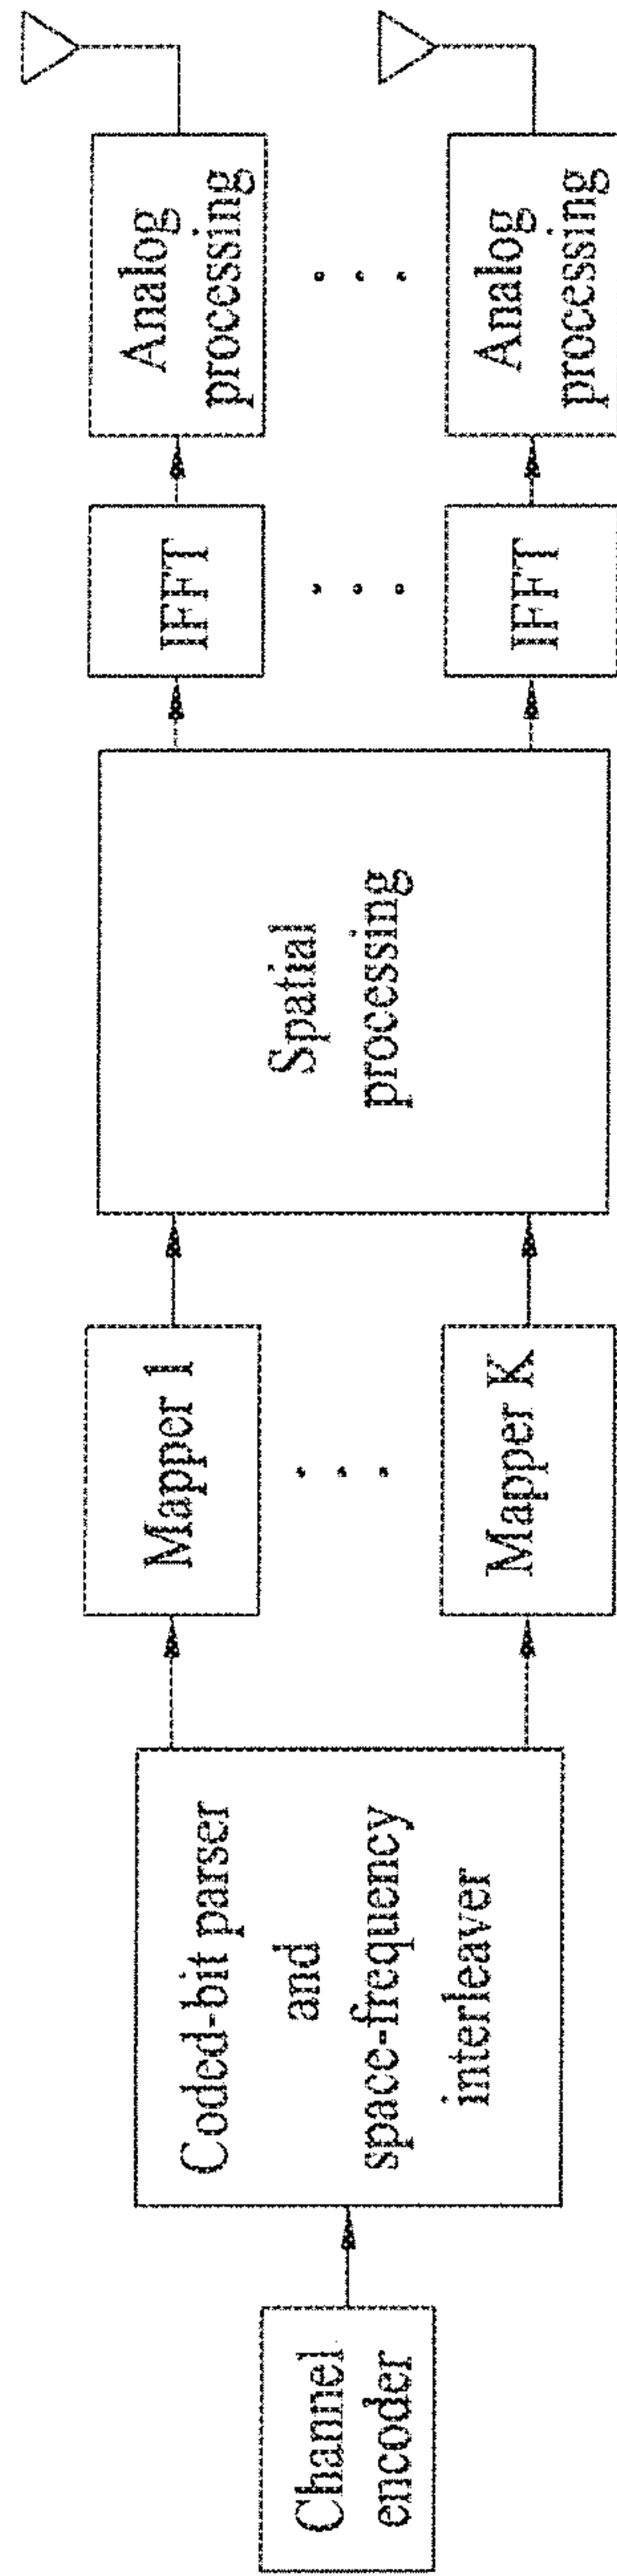 Channel
encoder
Coded-bit parser
and
space-frequency
interleaver
Mapper 1
Mapper K
Spatial
processing
IFFT
IFFT
Analog
processing
Analog
processing